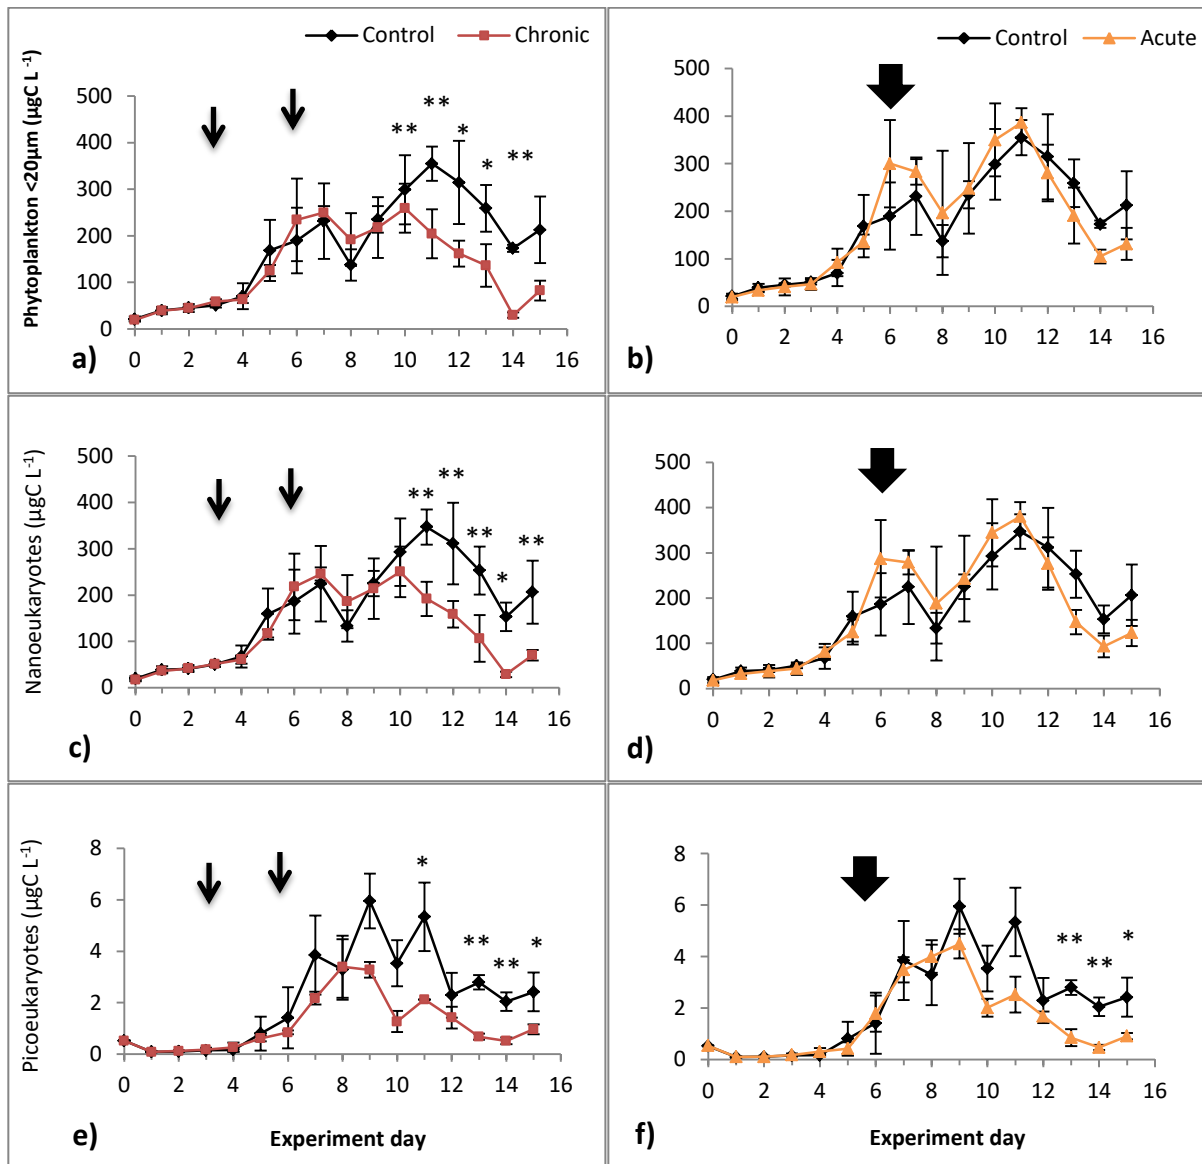 Control Chronic
Phytoplankton <20µm (µgC L⁻¹)
500
400
300
200
100
0
** ** * * **
0 2 4 6 8 10 12 14 16
a)
Control Acute
500
400
300
200
100
0
0 2 4 6 8 10 12 14 16
b)
Nanoeukaryotes (µgC L⁻¹)
500
400
300
200
100
0
** ** ** * **
0 2 4 6 8 10 12 14 16
c)
500
400
300
200
100
0
0 2 4 6 8 10 12 14 16
d)
Picoeukaryotes (µgC L⁻¹)
8
6
4
2
0
* ** ** *
0 2 4 6 8 10 12 14 16
e)
Experiment day
8
6
4
2
0
** ** *
0 2 4 6 8 10 12 14 16
f)
Experiment day